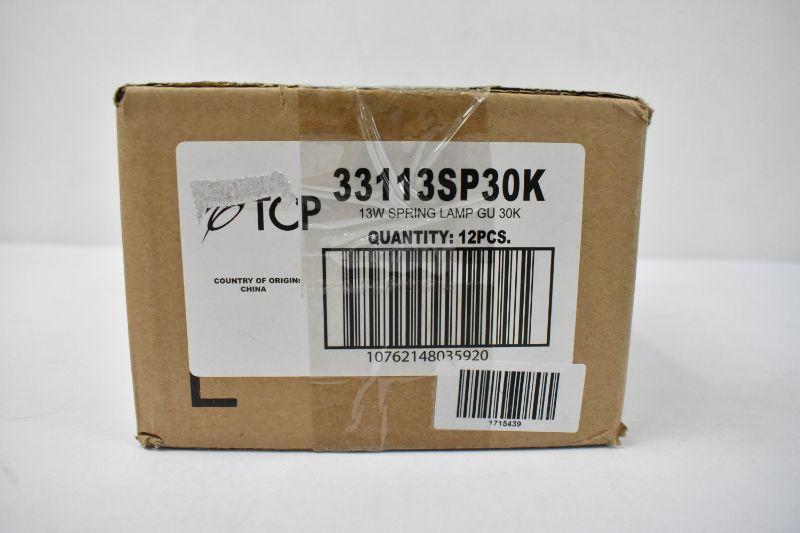 TCP
33113SP30K
13W SPRING LAMP GU 30K
QUANTITY: 12PCS.
COUNTRY OF ORIGIN:
CHINA
10762148035920
1715439